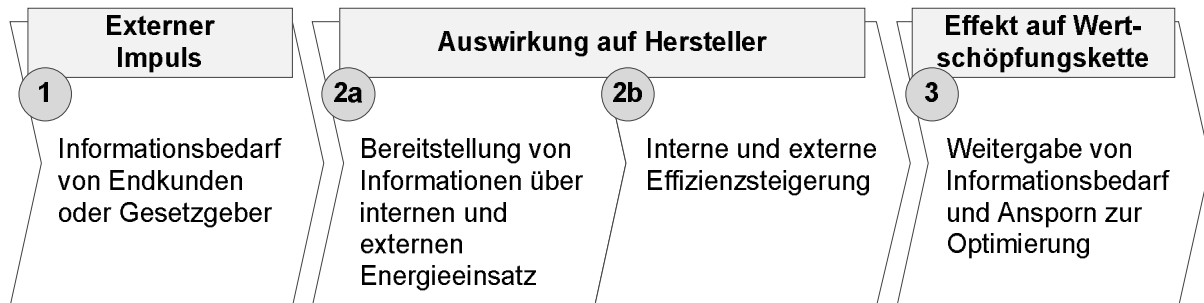 Externer
Impuls
Auswirkung auf Hersteller
Effekt auf Wert-
schöpfungskette
1
2a
2b
3
Informationsbedarf
von Endkunden
oder Gesetzgeber
Bereitstellung von
Informationen über
internen und
externen
Energieeinsatz
Interne und externe
Effizienzsteigerung
Weitergabe von
Informationsbedarf
und Ansporn zur
Optimierung